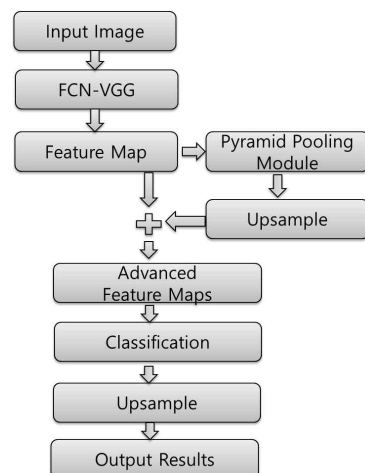 Input Image
FCN-VGG
Feature Map
Pyramid Pooling
Module
Upsample
Advanced
Feature Maps
Classification
Upsample
Output Results